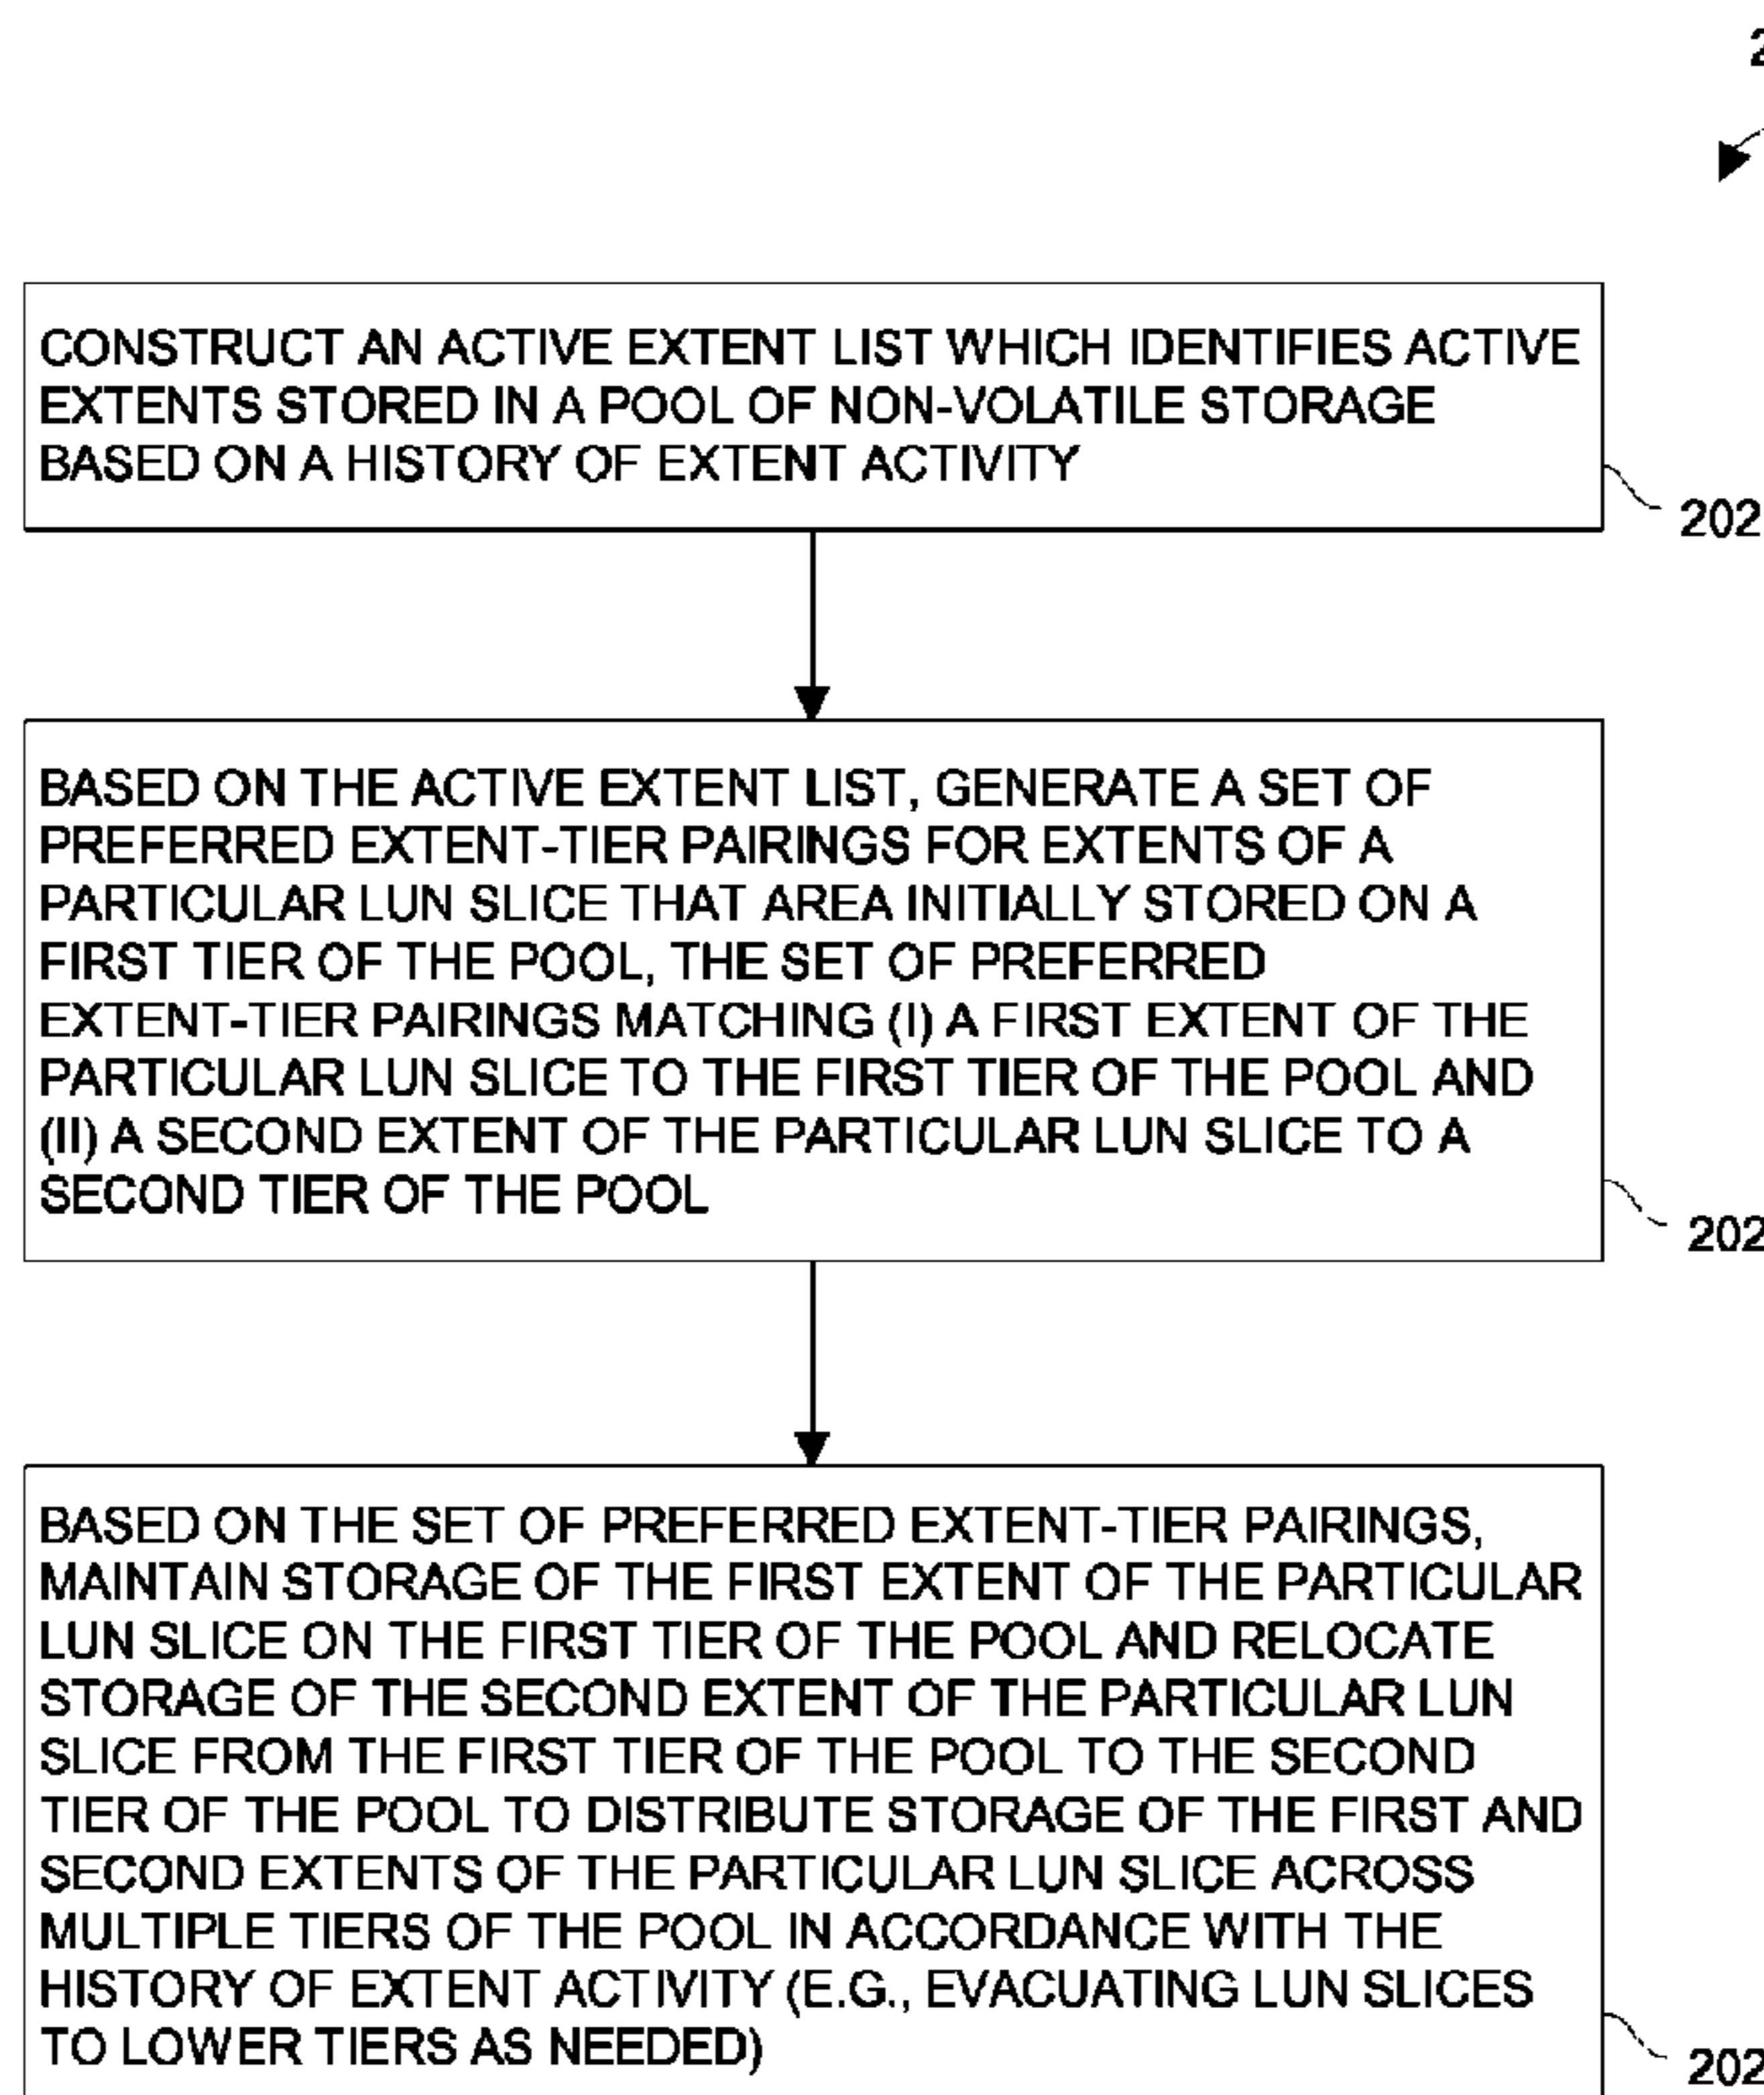 2
CONSTRUCT AN ACTIVE EXTENT LIST WHICH IDENTIFIES ACTIVE
EXTENTS STORED IN A POOL OF NON-VOLATILE STORAGE
BASED ON A HISTORY OF EXTENT ACTIVITY
202
BASED ON THE ACTIVE EXTENT LIST, GENERATE A SET OF
PREFERRED EXTENT-TIER PAIRINGS FOR EXTENTS OF A
PARTICULAR LUN SLICE THAT AREA INITIALLY STORED ON A
FIRST TIER OF THE POOL, THE SET OF PREFERRED
EXTENT-TIER PAIRINGS MATCHING (I) A FIRST EXTENT OF THE
PARTICULAR LUN SLICE TO THE FIRST TIER OF THE POOL AND
(II) A SECOND EXTENT OF THE PARTICULAR LUN SLICE TO A
SECOND TIER OF THE POOL
202
BASED ON THE SET OF PREFERRED EXTENT-TIER PAIRINGS,
MAINTAIN STORAGE OF THE FIRST EXTENT OF THE PARTICULAR
LUN SLICE ON THE FIRST TIER OF THE POOL AND RELOCATE
STORAGE OF THE SECOND EXTENT OF THE PARTICULAR LUN
SLICE FROM THE FIRST TIER OF THE POOL TO THE SECOND
TIER OF THE POOL TO DISTRIBUTE STORAGE OF THE FIRST AND
SECOND EXTENTS OF THE PARTICULAR LUN SLICE ACROSS
MULTIPLE TIERS OF THE POOL IN ACCORDANCE WITH THE
HISTORY OF EXTENT ACTIVITY (E.G., EVACUATING LUN SLICES
TO LOWER TIERS AS NEEDED)
202